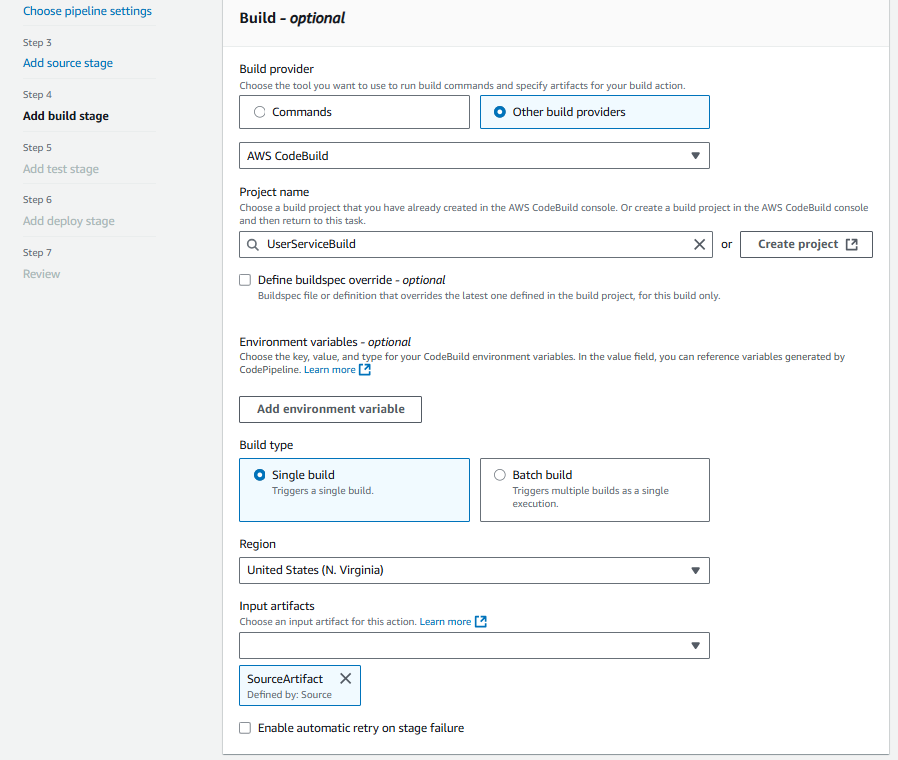 Choose pipeline settings
Step 3
Add source stage
Step 4
Add build stage
Step 5
Add test stage
Step 6
Add deploy stage
Step 7
Review
Build - optional
Build provider
Choose the tool you want to use to run build commands and specify artifacts for your build action.
Commands
Other build providers
AWS CodeBuild
Project name
Choose a build project that you have already created in the AWS CodeBuild console. Or create a build project in the AWS CodeBuild console
and then return to this task.
UserServiceBuild
or
Create project
Define buildspec override - optional
Buildspec file or definition that overrides the latest one defined in the build project, for this build only.
Environment variables - optional
Choose the key, value, and type for your CodeBuild environment variables. In the value field, you can reference variables generated by
CodePipeline. Learn more
Add environment variable
Build type
Single build
Triggers a single build.
Batch build
Triggers multiple builds as a single
execution.
Region
United States (N. Virginia)
Input artifacts
Choose an input artifact for this action. Learn more
SourceArtifact
Defined by: Source
Enable automatic retry on stage failure